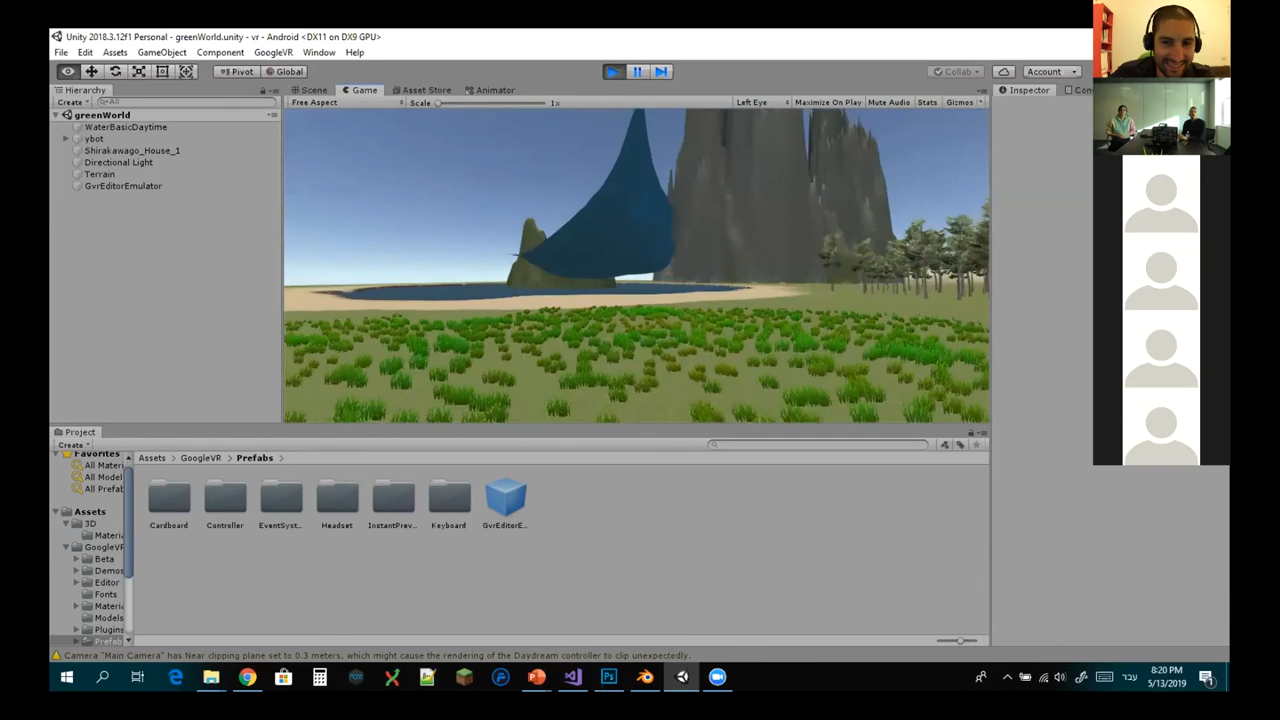 Unity 2018.3.12f1 Personal - greenWorld.unity - vr - Android <DX11 on DX9 GPU>
File Edit Assets GameObject Component GoogleVR Window Help
Pivot Global Collab Account
Hierarchy Scene Game Asset Store Animator Inspector
Create All Free Aspect Scale 1x Left Eye Maximize On Play Mute Audio Stats Gizmos
greenWorld
WaterBasicDaytime
ybot
Shirakawago_House_1
Directional Light
Terrain
GvrEditorEmulator
Project
Create
Favorites
All Materi
All Model
All Prefab
Assets
3D
Materia
GoogleVR
Beta
Demos
Editor
Fonts
Materia
Models
Plugins
Prefab
Assets GoogleVR Prefabs
Cardboard Controller EventSyst... Headset InstantPrev... Keyboard GvrEditorE...
Camera "Main Camera" has Near clipping plane set to 0.3 meters, which might cause the rendering of the Daydream controller to clip unexpectedly.
עבר
8:20 PM
5/13/2019